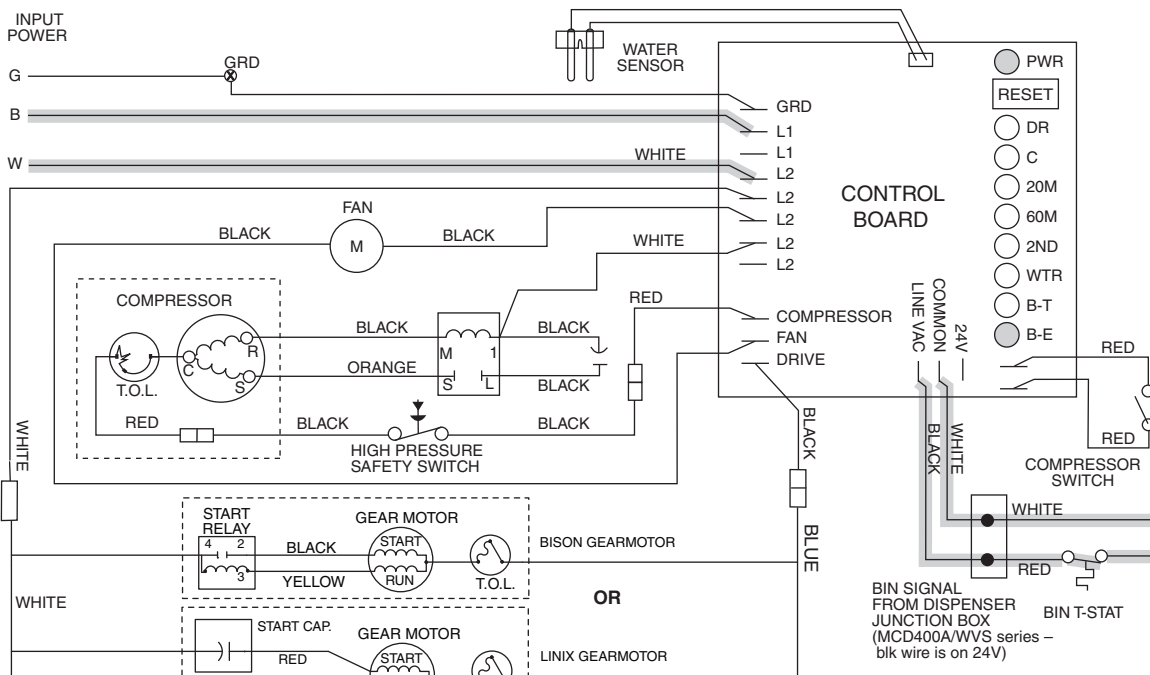 INPUT
POWER
G
GRD
B
W
WHITE
WATER
SENSOR
GRD
L1
L1
L2
L2
L2
L2
L2
CONTROL
BOARD
PWR
RESET
DR
C
20M
60M
2ND
WTR
B-T
B-E
FAN
M
BLACK
BLACK
WHITE
RED
COMPRESSOR
FAN
DRIVE
LINE VAC
COMMON
24V
COMPRESSOR
T.O.L.
C
R
S
BLACK
ORANGE
M
1
S
L
BLACK
BLACK
RED
BLACK
BLACK
HIGH PRESSURE
SAFETY SWITCH
RED
RED
COMPRESSOR
SWITCH
WHITE
BLACK
BLACK
WHITE
WHITE
RED
BIN SIGNAL
FROM DISPENSER
JUNCTION BOX
(MCD400A/WVS series –
blk wire is on 24V)
BIN T-STAT
START
RELAY
4
2
3
BLACK
YELLOW
GEAR MOTOR
START
RUN
T.O.L.
BISON GEARMOTOR
BLUE
OR
WHITE
START CAP.
RED
GEAR MOTOR
START
LINIX GEARMOTOR